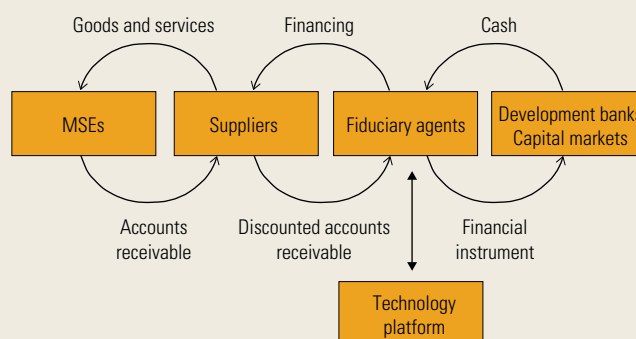 Goods and services
Financing
Cash
MSEs
Suppliers
Fiduciary agents
Development banks
Capital markets
Accounts
receivable
Discounted accounts
receivable
Financial
instrument
Technology
platform